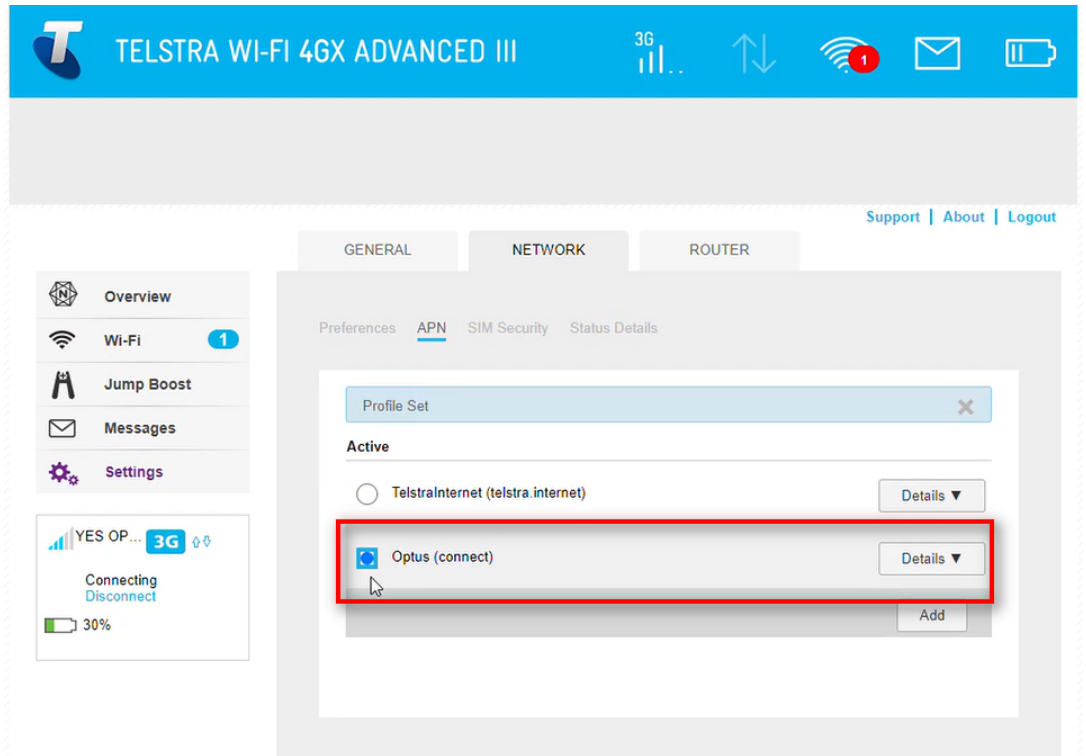 TELSTRA WI-FI 4GX ADVANCED III
3G
1
Support | About | Logout
GENERAL NETWORK ROUTER
Overview
Wi-Fi 1
Jump Boost
Messages
Settings
YES OP... 3G
Connecting
Disconnect
30%
Preferences APN SIM Security Status Details
Profile Set
Active
TelstraInternet (telstra.internet) Details ▼
Optus (connect) Details ▼
Add